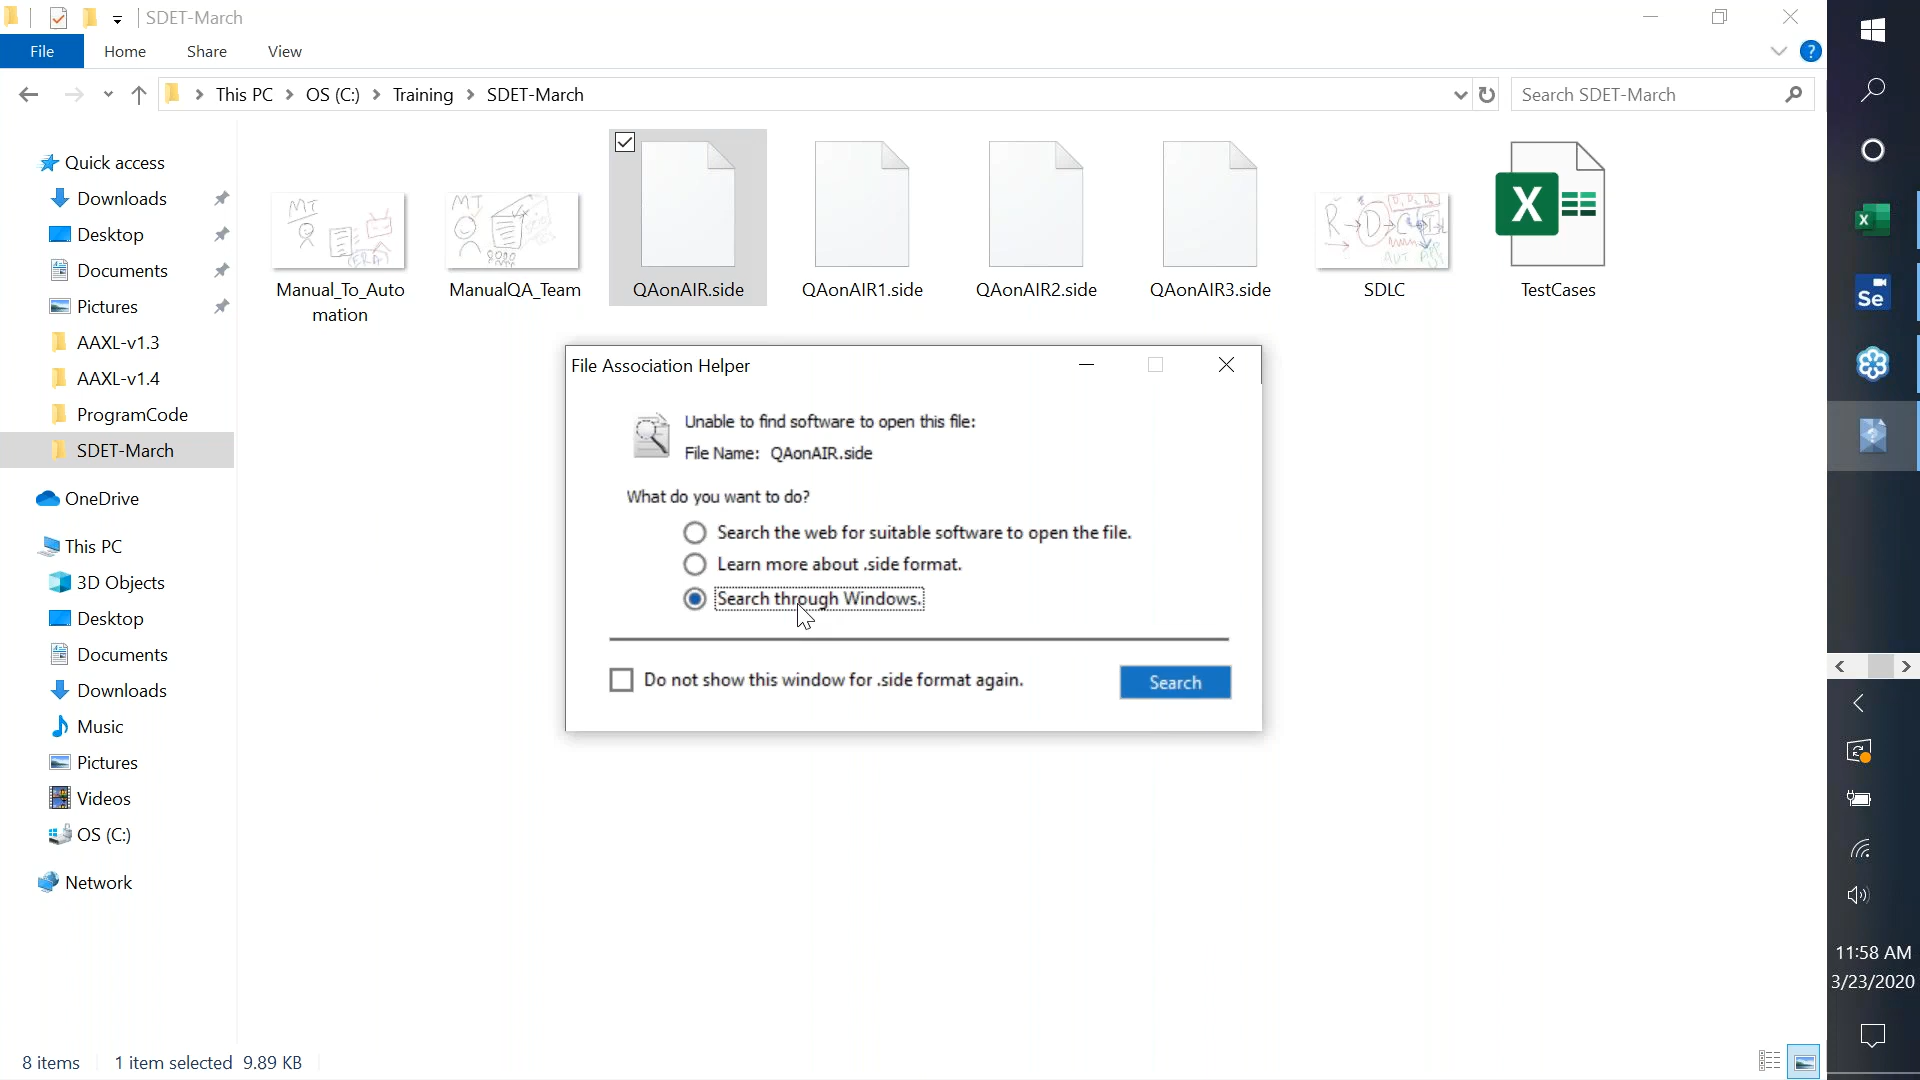 SDET-March
File Home Share View
This PC OS (C:) Training SDET-March
Search SDET-March
Quick access
Downloads
Desktop
Documents
Pictures
AAXL-v1.3
AAXL-v1.4
ProgramCode
SDET-March
OneDrive
This PC
3D Objects
Desktop
Documents
Downloads
Music
Pictures
Videos
OS (C:)
Network
MT
Manual_To_Auto
mation
MT
ManualQA_Team
QAonAIR.side
QAonAIR1.side
QAonAIR2.side
QAonAIR3.side
SDLC
X
TestCases
File Association Helper
Unable to find software to open this file:
File Name: QAonAIR.side
What do you want to do?
Search the web for suitable software to open the file.
Learn more about .side format.
Search through Windows.
Do not show this window for .side format again.
Search
8 items 1 item selected 9.89 KB
X
Se
11:58 AM
3/23/2020